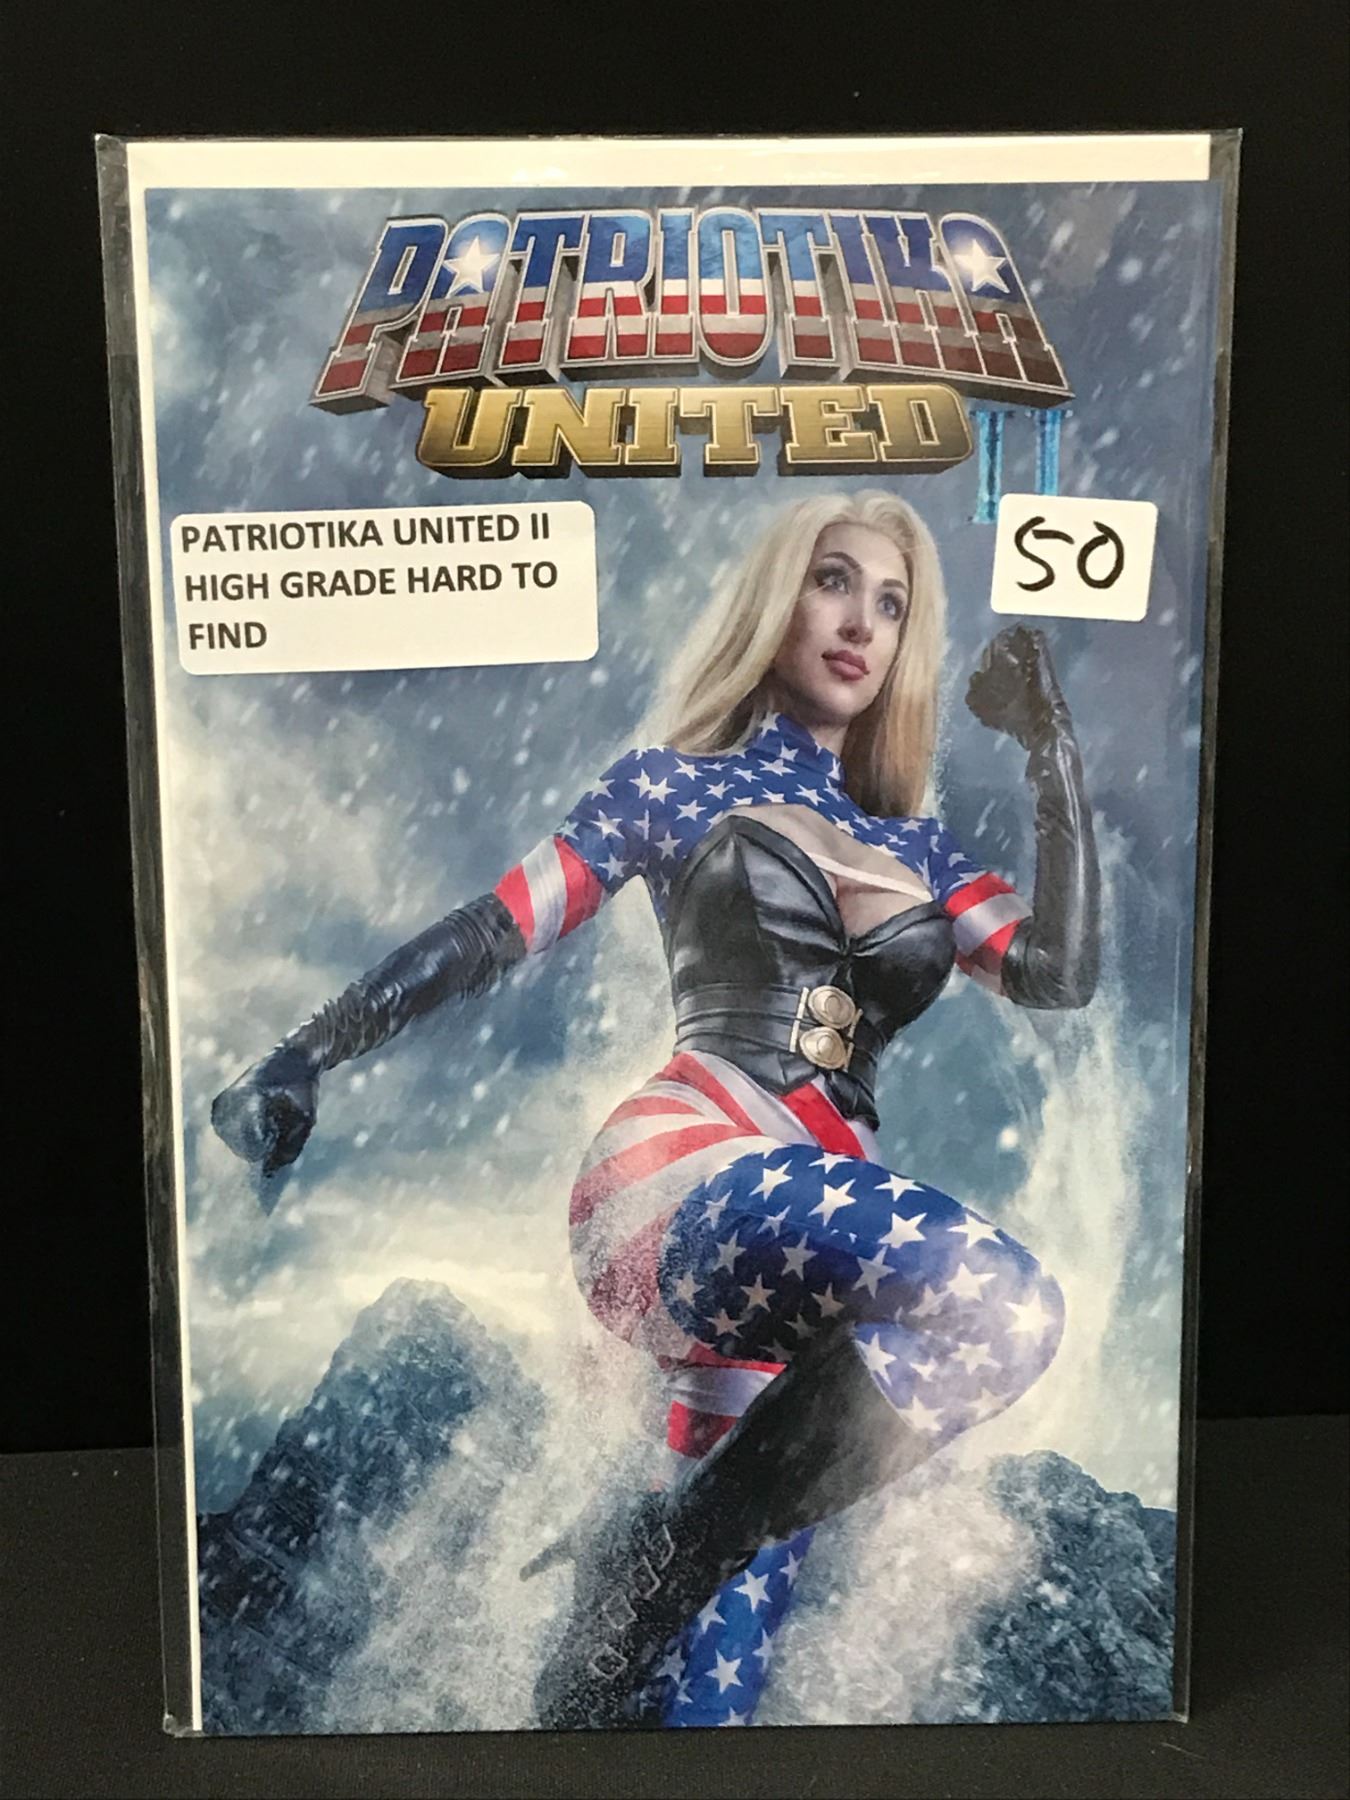 PATRIOTIKA
UNITED II
PATRIOTIKA UNITED II
HIGH GRADE HARD TO
FIND
50